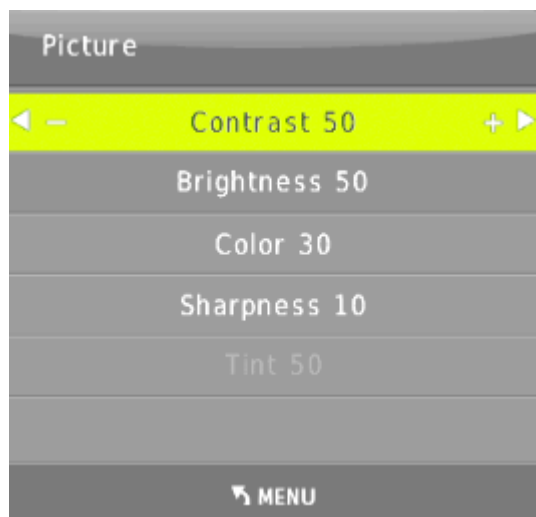 Picture
− Contrast 50 +
Brightness 50
Color 30
Sharpness 10
Tint 50
MENU